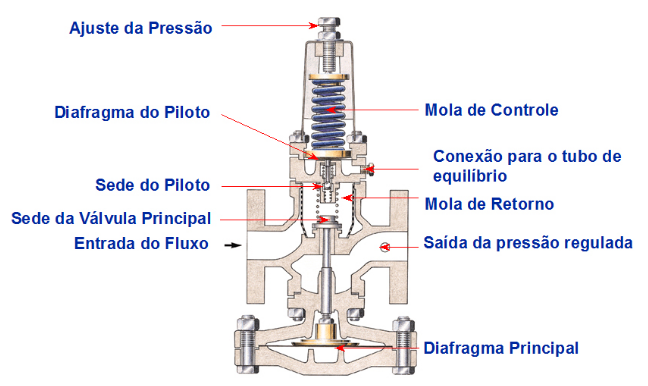 Ajuste da Pressão
Diafragma do Piloto
Mola de Controle
Conexão para o tubo de
equilíbrio
Sede do Piloto
Mola de Retorno
Sede da Válvula Principal
Entrada do Fluxo
Saída da pressão regulada
Diafragma Principal